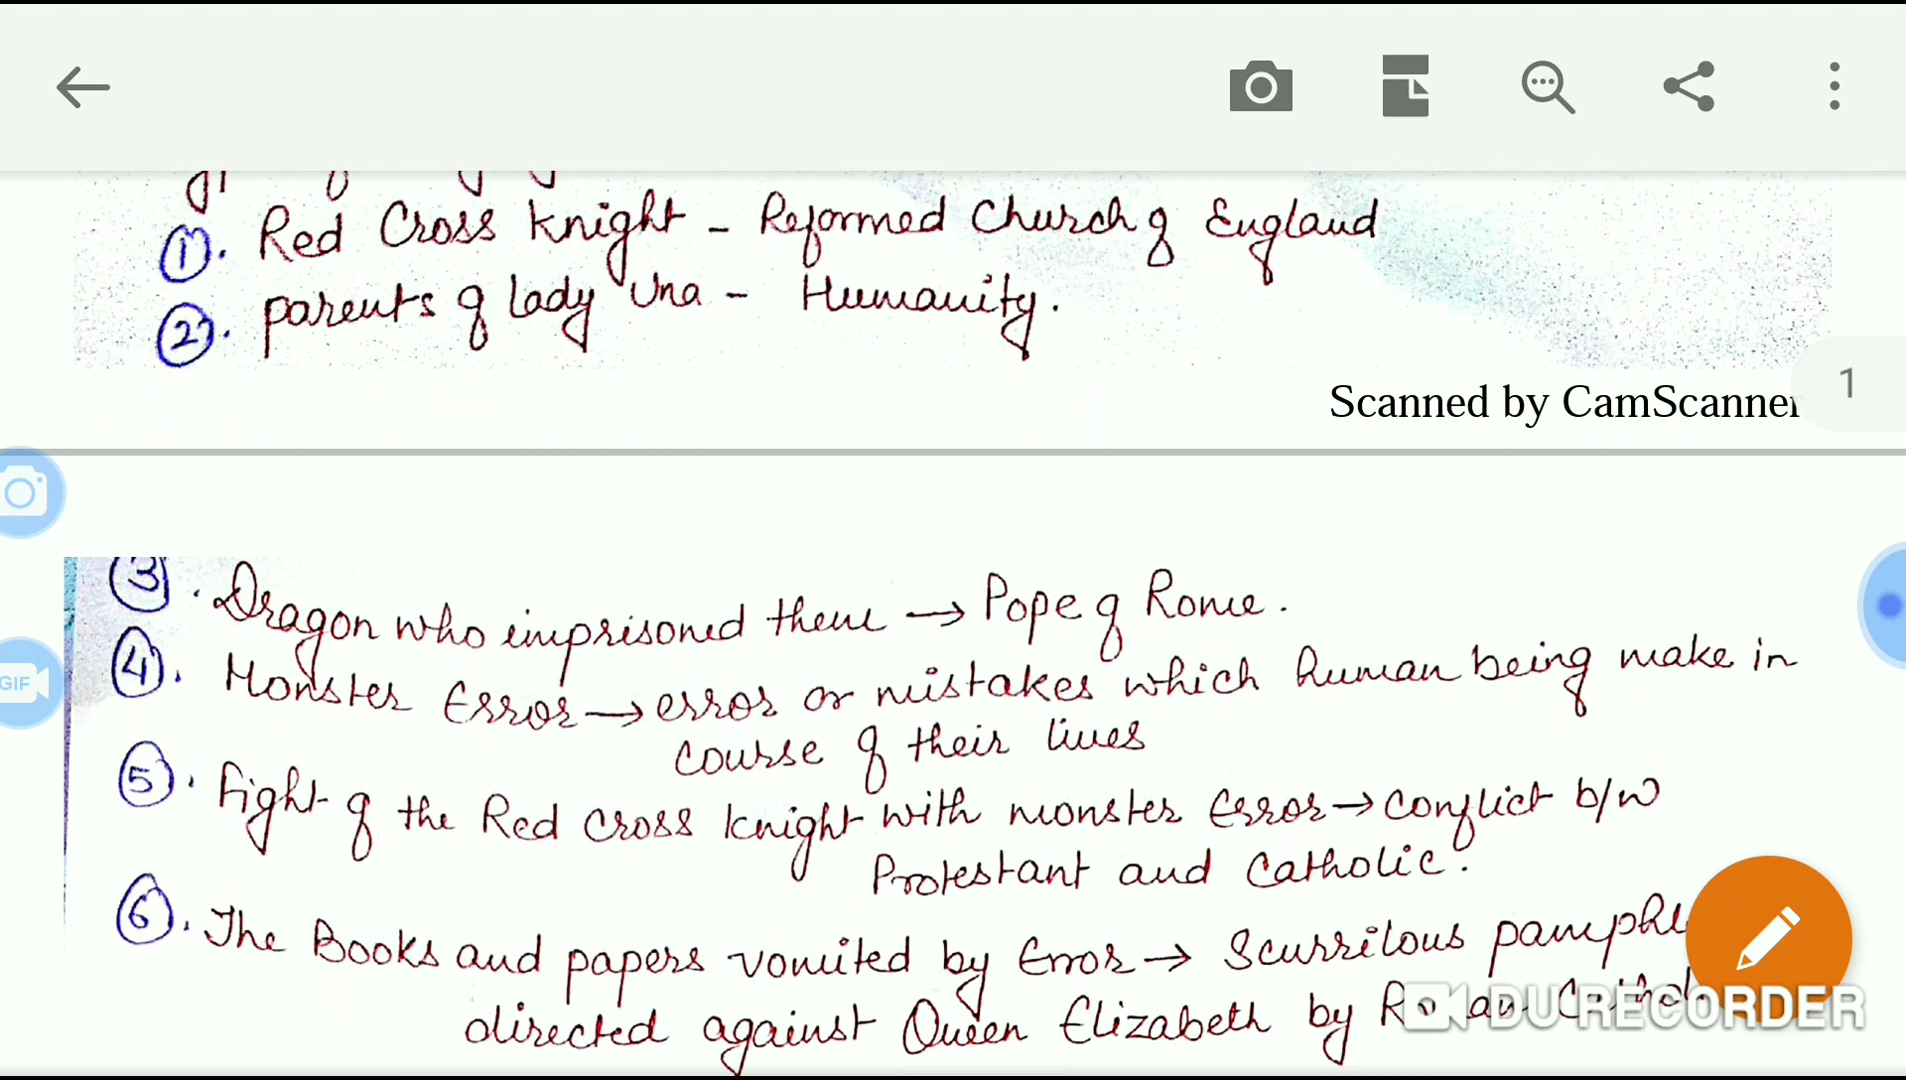 ①. Red Cross Knight - Reformed Church of England
②. parents of lady Una - Humanity.
Scanned by CamScanner
1
③. Dragon who imprisoned them → Pope of Rome.
④. Monster Error → error or mistakes which human being make in
course of their lives
⑤. Fight of the Red Cross Knight with monster Error → conflict b/w
Protestant and Catholic.
⑥. The Books and papers vomited by Error → Scurrilous
directed against Queen Elizabeth by
GIF
DU RECORDER